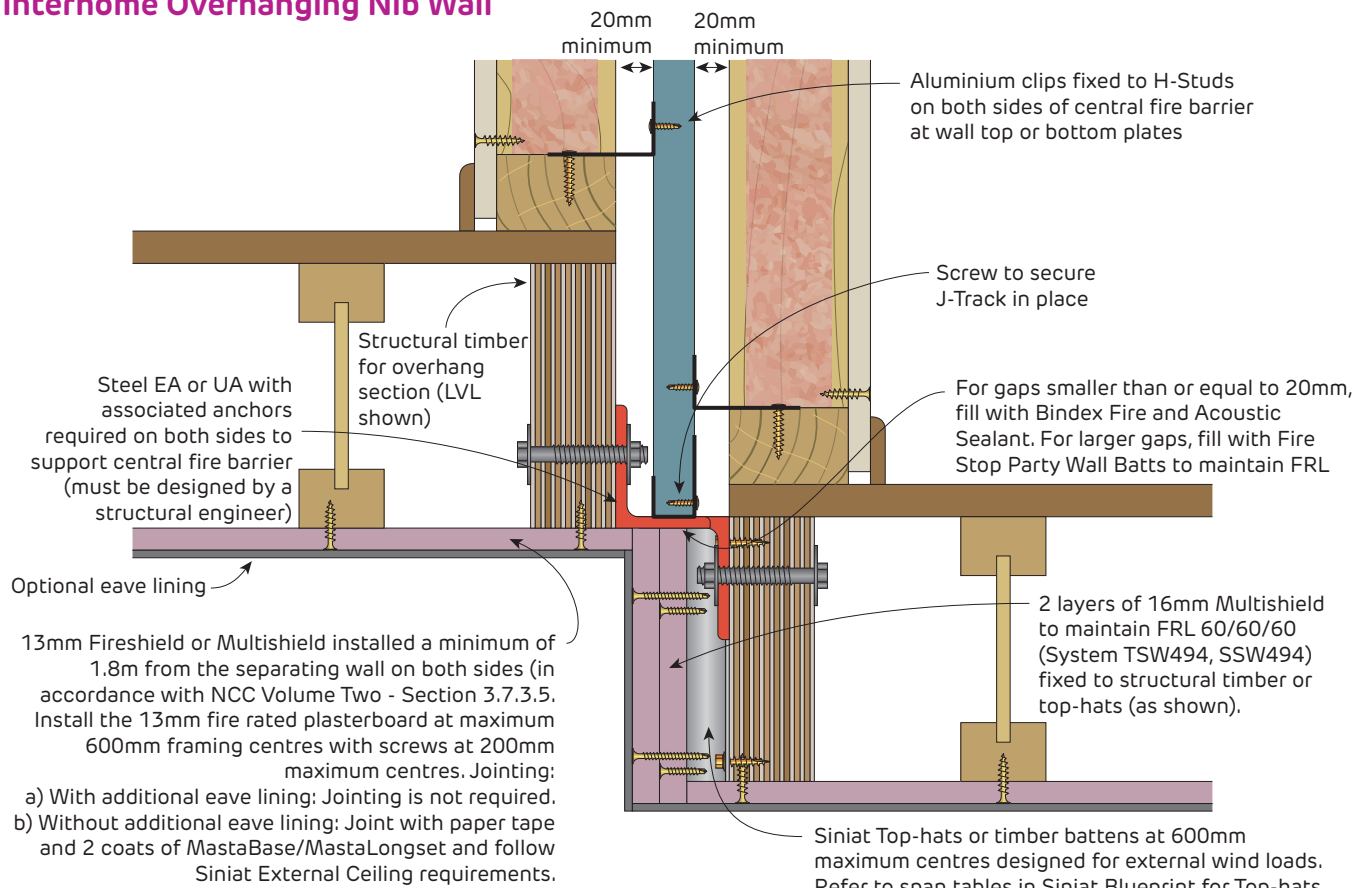 Interhome Overhanging Nib Wall
20mm
minimum
20mm
minimum
Aluminium clips fixed to H-Studs
on both sides of central fire barrier
at wall top or bottom plates
Screw to secure
J-Track in place
Structural timber
for overhang
section (LVL
shown)
Steel EA or UA with
associated anchors
required on both sides to
support central fire barrier
(must be designed by a
structural engineer)
For gaps smaller than or equal to 20mm,
fill with Bindex Fire and Acoustic
Sealant. For larger gaps, fill with Fire
Stop Party Wall Batts to maintain FRL
Optional eave lining
2 layers of 16mm Multishield
to maintain FRL 60/60/60
(System TSW494, SSW494)
fixed to structural timber or
top-hats (as shown).
13mm Fireshield or Multishield installed a minimum of
1.8m from the separating wall on both sides (in
accordance with NCC Volume Two - Section 3.7.3.5.
Install the 13mm fire rated plasterboard at maximum
600mm framing centres with screws at 200mm
maximum centres. Jointing:
a) With additional eave lining: Jointing is not required.
b) Without additional eave lining: Joint with paper tape
and 2 coats of MastaBase/MastaLongset and follow
Siniat External Ceiling requirements.
Siniat Top-hats or timber battens at 600mm
maximum centres designed for external wind loads.
Refer to span tables in Siniat Blueprint for Top-hats